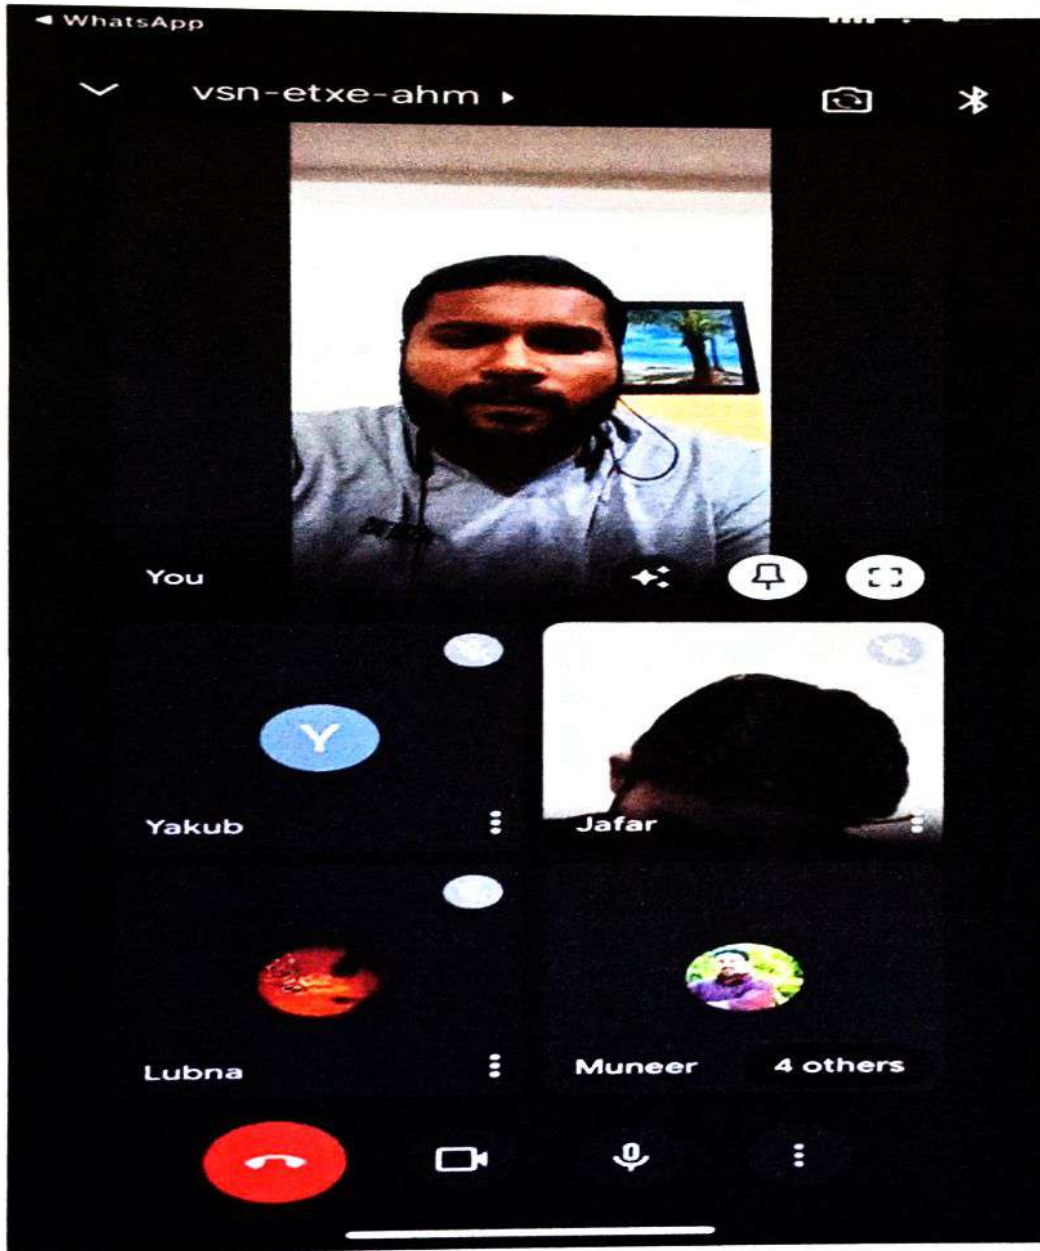 ◀ WhatsApp
vsn-etxe-ahm ▸
You
Y
Yakub
Jafar
Lubna
Muneer 4 others